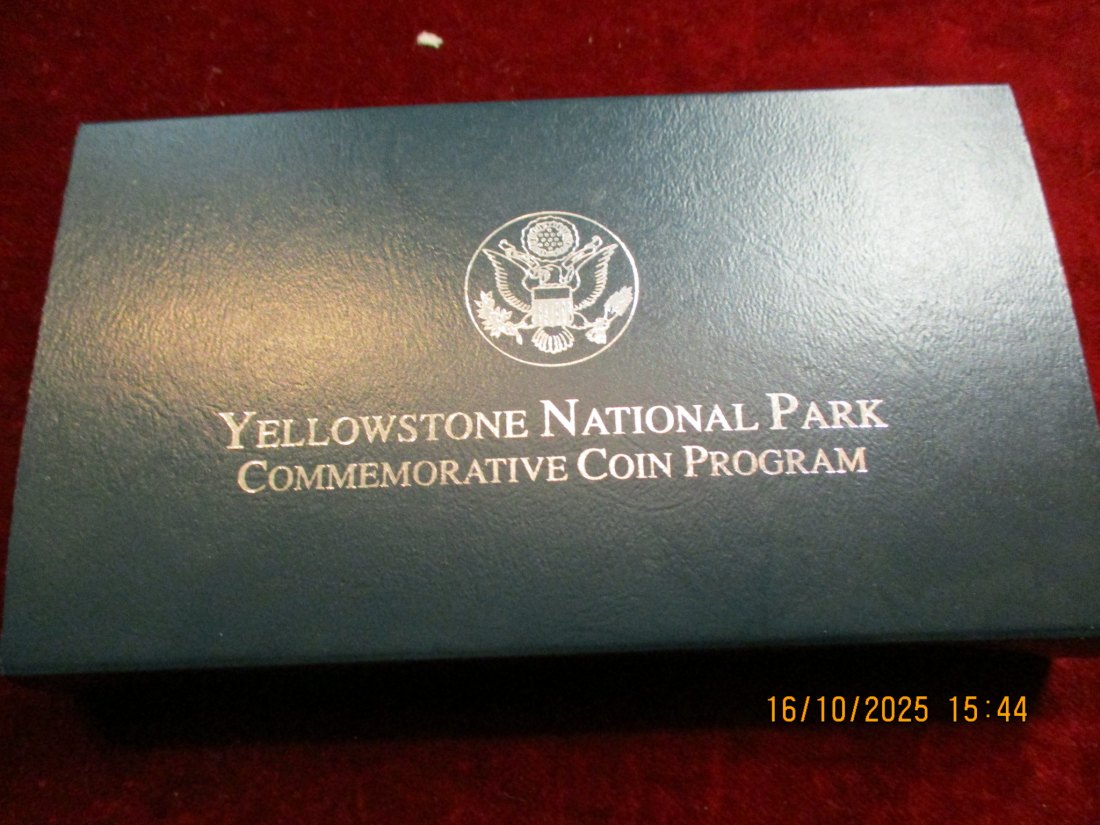 YELLOWSTONE NATIONAL PARK
COMMEMORATIVE COIN PROGRAM
16/10/2025 15:44